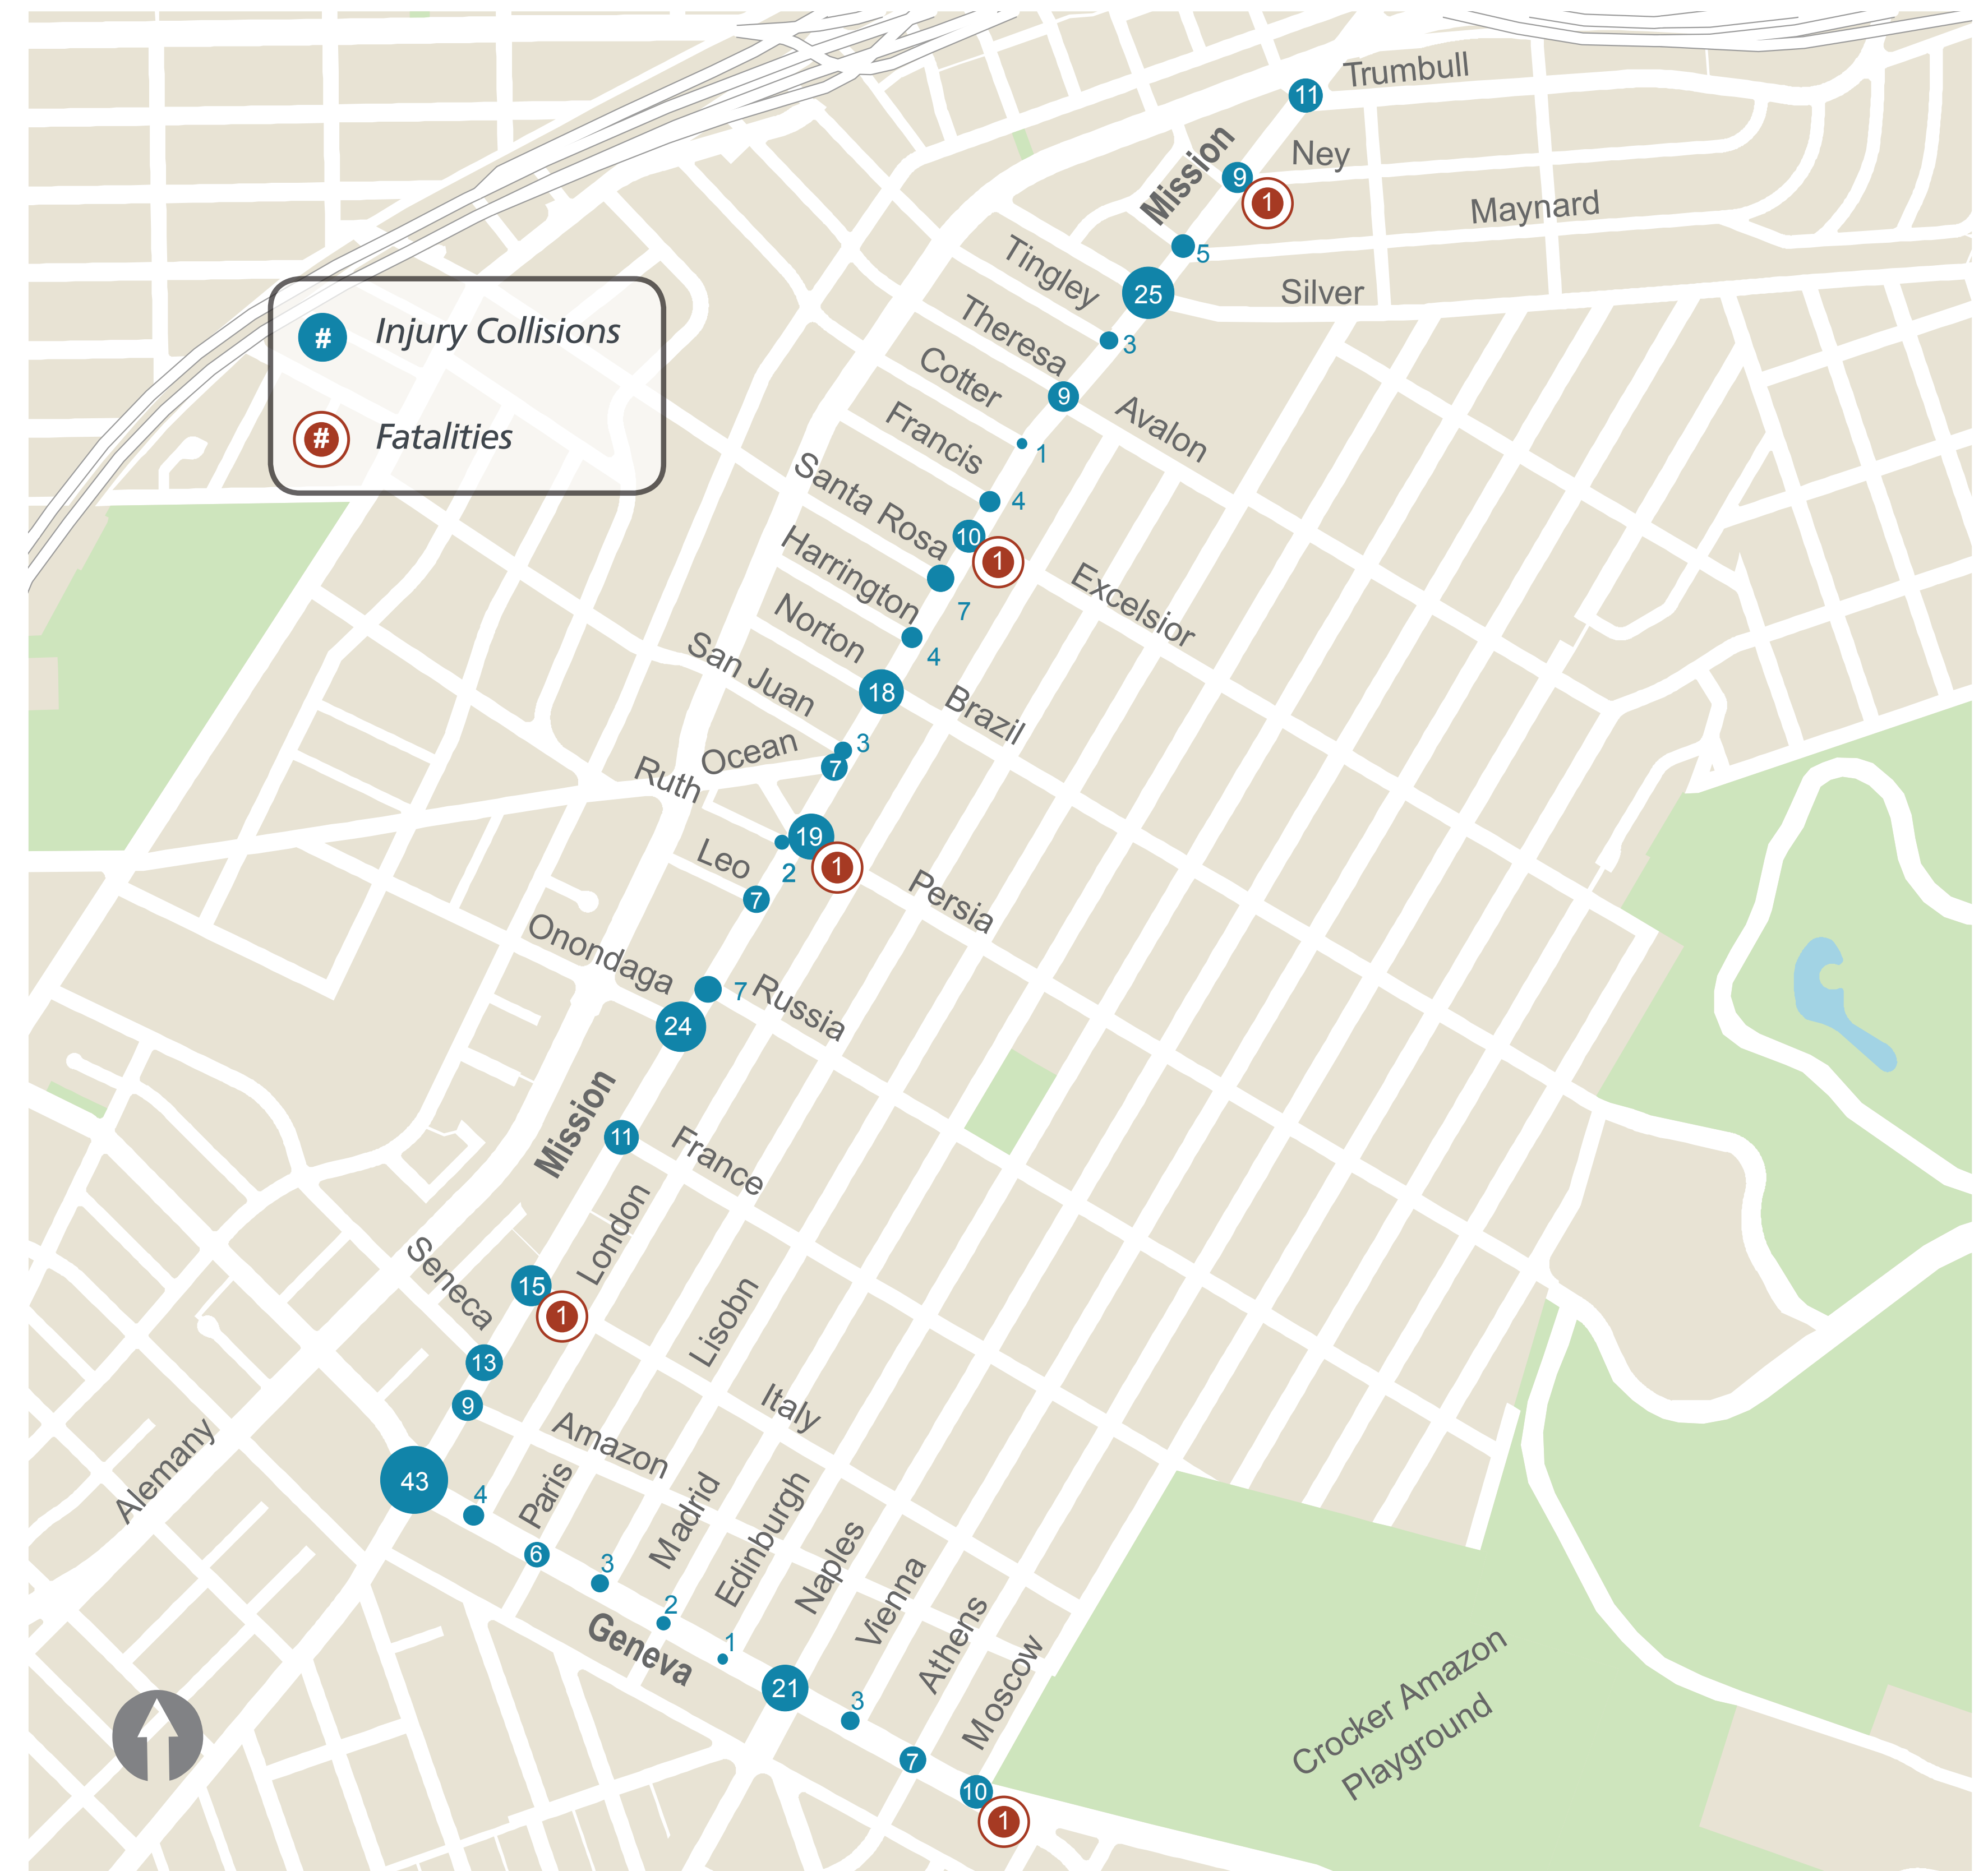 Trumbull
11
Mission
Ney
9
1
Maynard
5
Tingley
Silver
25
#
Injury Collisions
3
Theresa
Cotter
9
Avalon
#
Fatalities
Francis
1
Santa Rosa
4
10
1
Harrington
7
Excelsior
Norton
4
San Juan
18
Brazil
Ocean
3
7
Ruth
19
1
Leo
2
7
Persia
Onondaga
7
Russia
24
Mission
11
France
London
Seneca
15
1
Lisobn
13
9
Italy
Amazon
Alemany
43
4
Paris
Madrid
Edinburgh
6
3
Naples
2
Vienna
Geneva
1
Athens
21
3
Moscow
7
10
1
Crocker Amazon
Playground